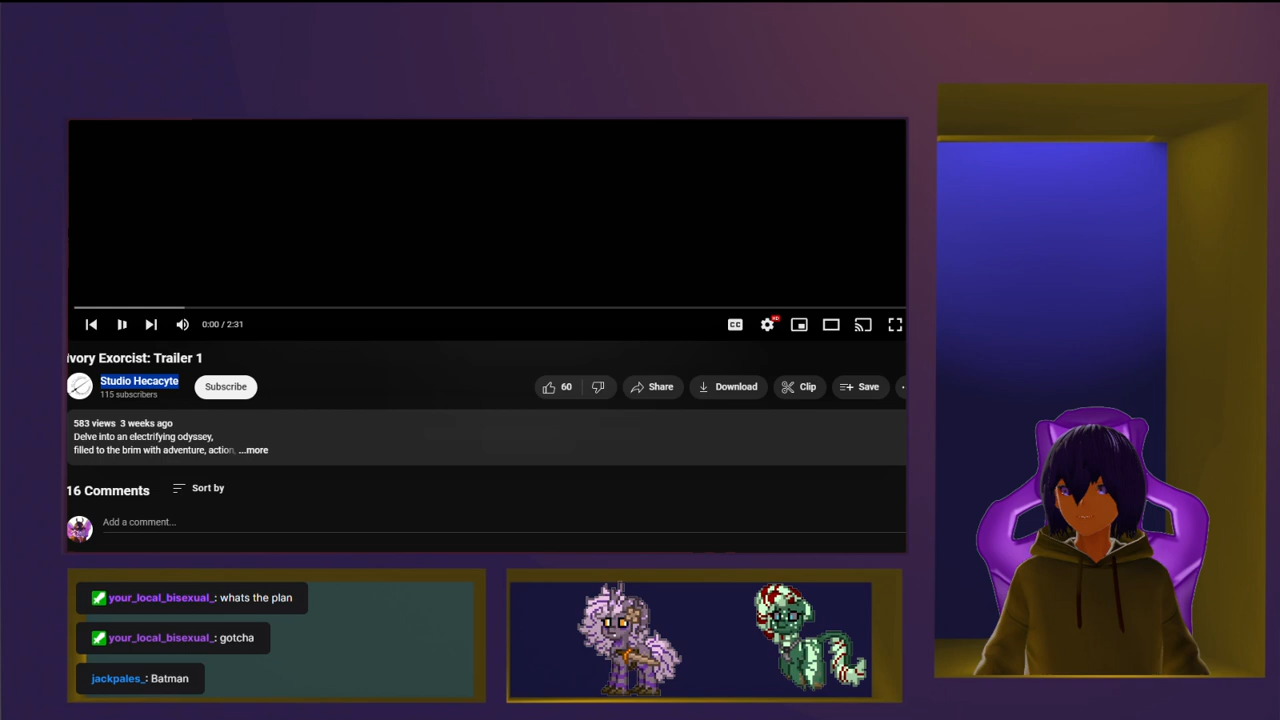 0:00 / 2:31
CC
HD
ivory Exorcist: Trailer 1
Studio Hecacyte
115 subscribers
Subscribe
60
Share
Download
Clip
Save
583 views 3 weeks ago
Delve into an electrifying odyssey,
filled to the brim with adventure, action, ...more
16 Comments
Sort by
Add a comment...
your_local_bisexual_: whats the plan
your_local_bisexual_: gotcha
jackpales_: Batman